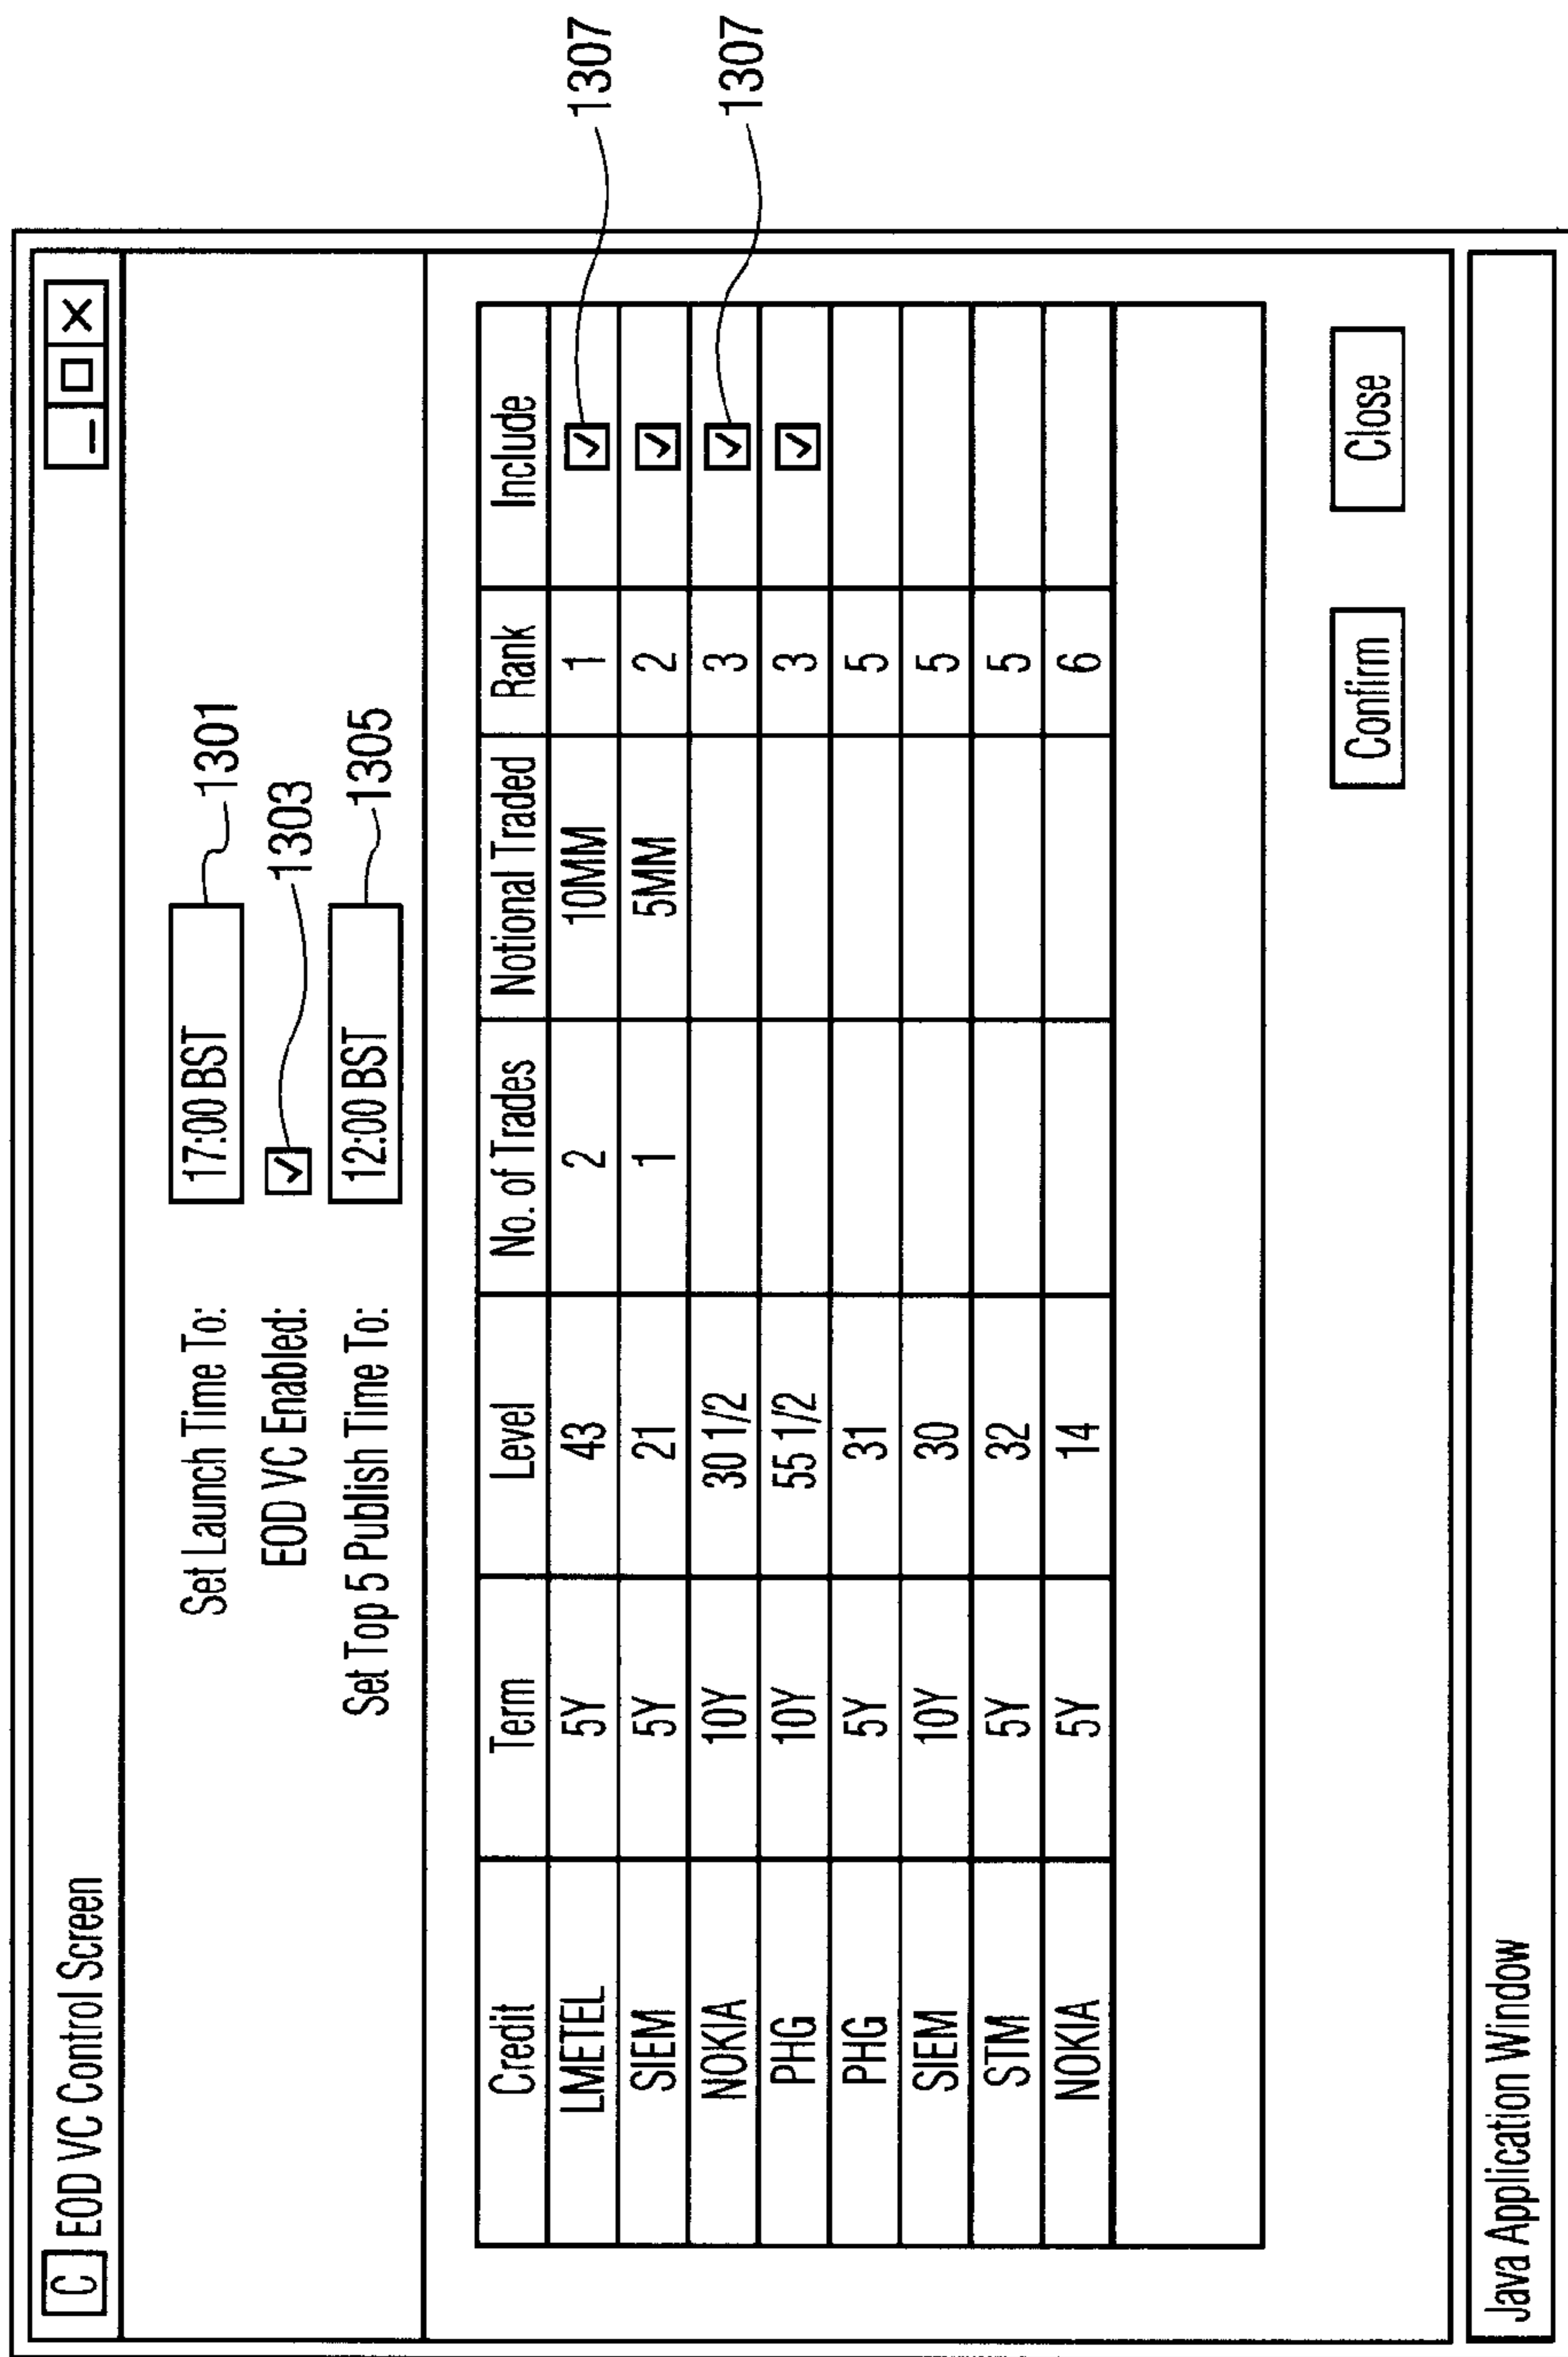 C EOD VC Control Screen
Set Launch Time To: 17:00 BST 1301
EOD VC Enabled: 1303
Set Top 5 Publish Time To: 12:00 BST 1305
Credit Term Level No. of Trades Notional Traded Rank Include
LMETEL 5Y 43 2 10MM 1 1307
SIEM 5Y 21 1 5MM 2
NOKIA 10Y 30 1/2 3 1307
PHG 10Y 55 1/2 3
PHG 5Y 31 5
SIEM 10Y 30 5
STM 5Y 32 5
NOKIA 5Y 14 6
Confirm Close
Java Application Window